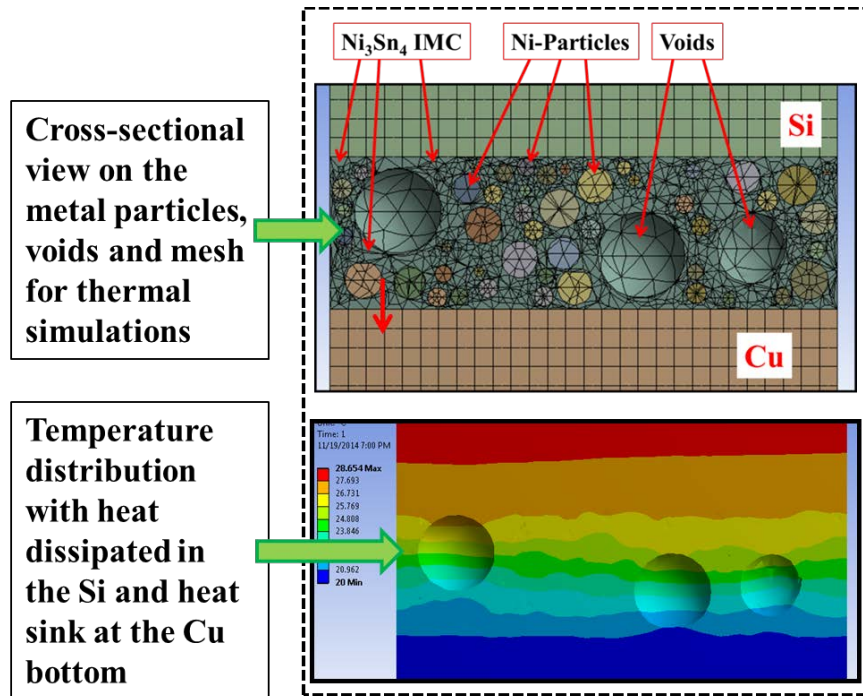 Ni₃Sn₄ IMC
Ni-Particles
Voids
Si
Cu
Cross-sectional
view on the
metal particles,
voids and mesh
for thermal
simulations
Temperature
distribution
with heat
dissipated in
the Si and heat
sink at the Cu
bottom
Time: 1
11/19/2014 7:00 PM
28.654 Max
27.693
26.731
25.769
24.808
23.846
20.962
20 Min